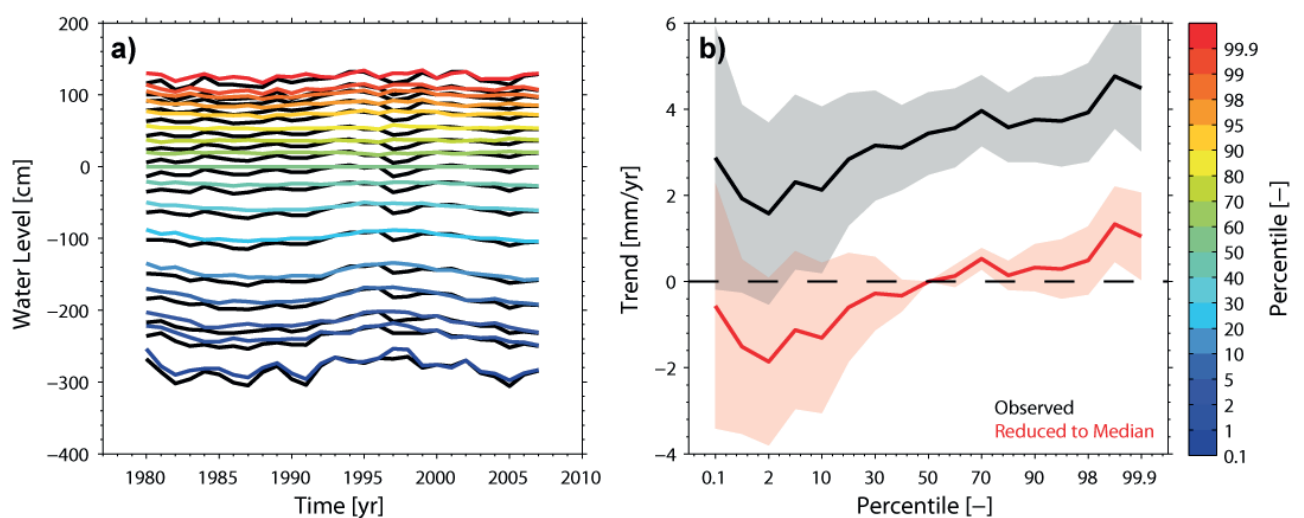 a)
200
100
0
−100
−200
−300
−400
Water Level [cm]
1980 1985 1990 1995 2000 2005 2010
Time [yr]
b)
6
4
2
0
−2
−4
Trend [mm/yr]
Observed
Reduced to Median
0.1 2 10 30 50 70 90 98 99.9
Percentile [−]
99.9
99
98
95
90
80
70
60
50
40
30
20
10
5
2
1
0.1
Percentile [−]